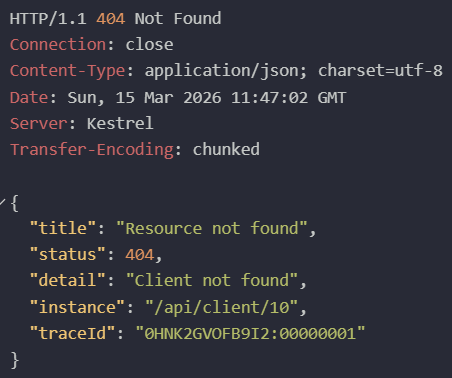 HTTP/1.1 404 Not Found
Connection: close
Content-Type: application/json; charset=utf-8
Date: Sun, 15 Mar 2026 11:47:02 GMT
Server: Kestrel
Transfer-Encoding: chunked
{
"title": "Resource not found",
"status": 404,
"detail": "Client not found",
"instance": "/api/client/10",
"traceId": "0HNK2GVOFB9I2:00000001"
}